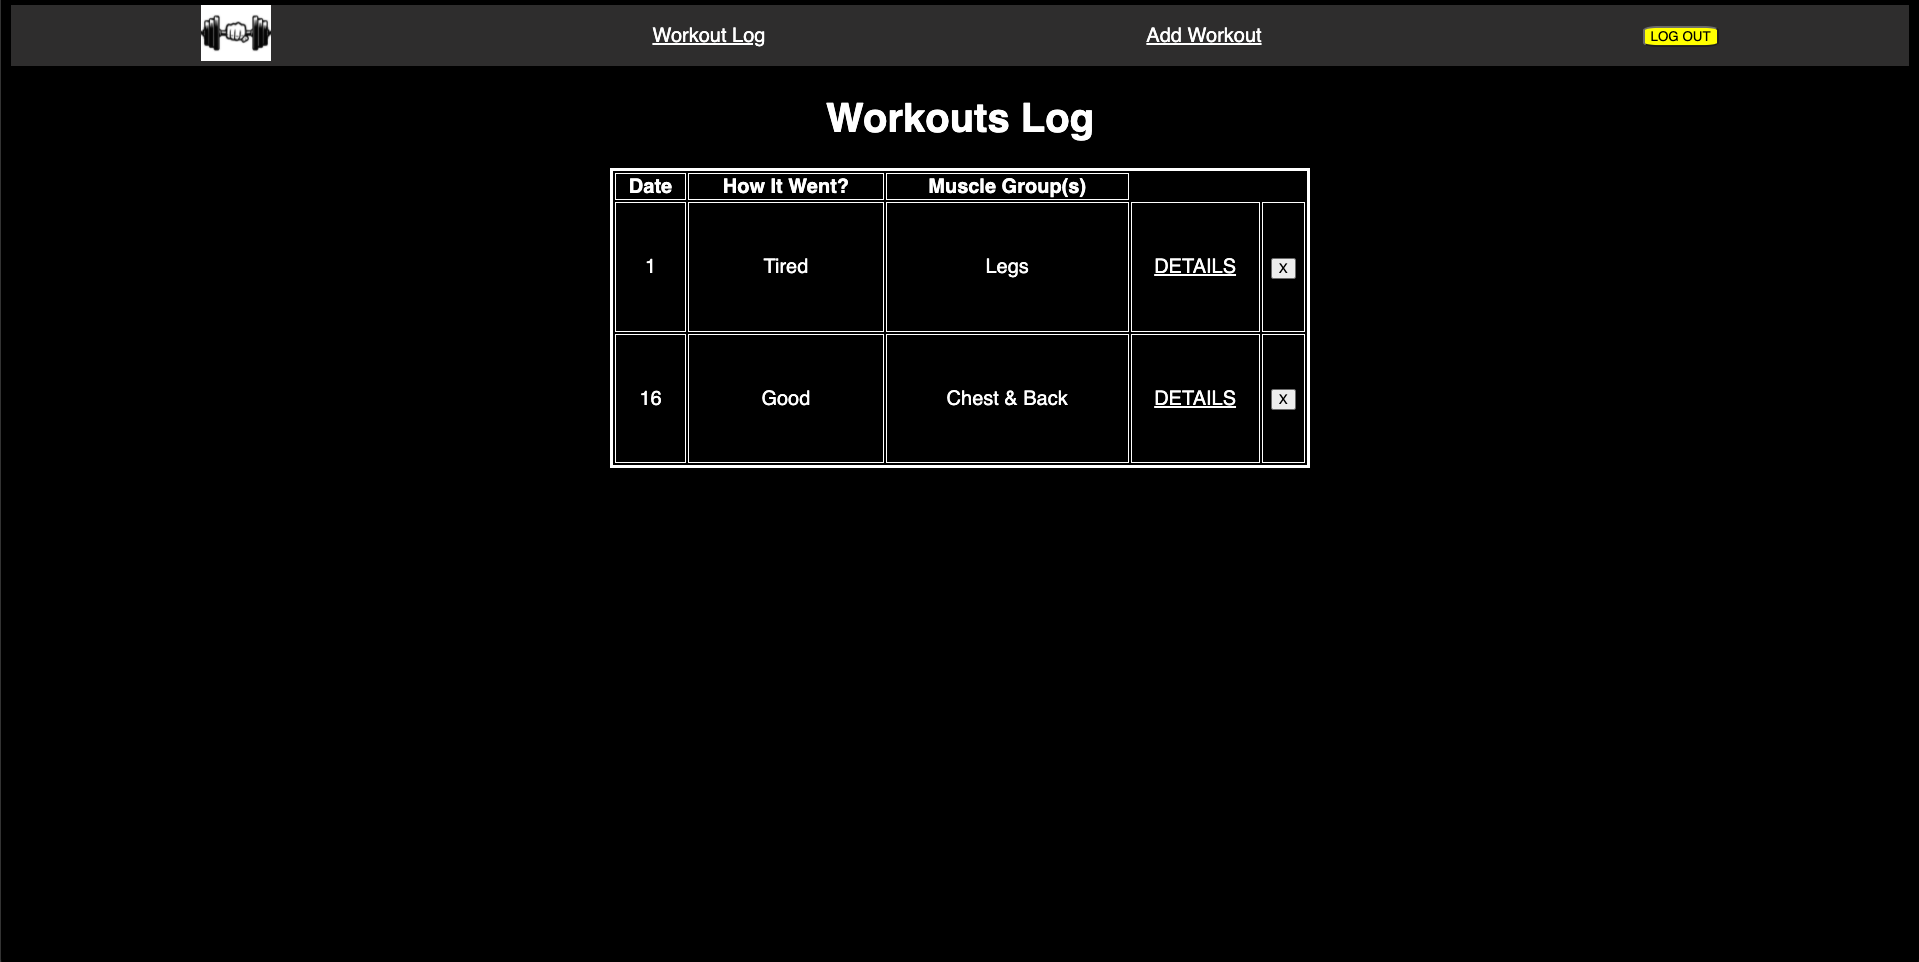 Workout Log Add Workout LOG OUT
Workouts Log
Date How It Went? Muscle Group(s)
1 Tired Legs DETAILS X
16 Good Chest & Back DETAILS X